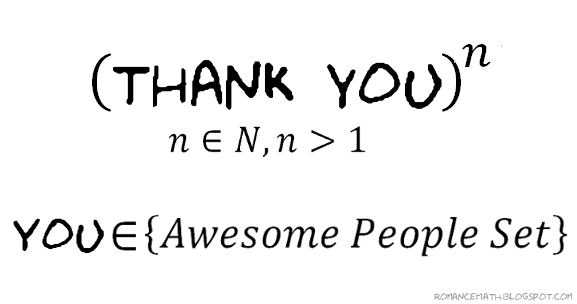 (THANK YOU)ⁿ
n ∈ N, n > 1
YOU ∈ {Awesome People Set}
ROMANCEMATH.BLOGSPOT.COM